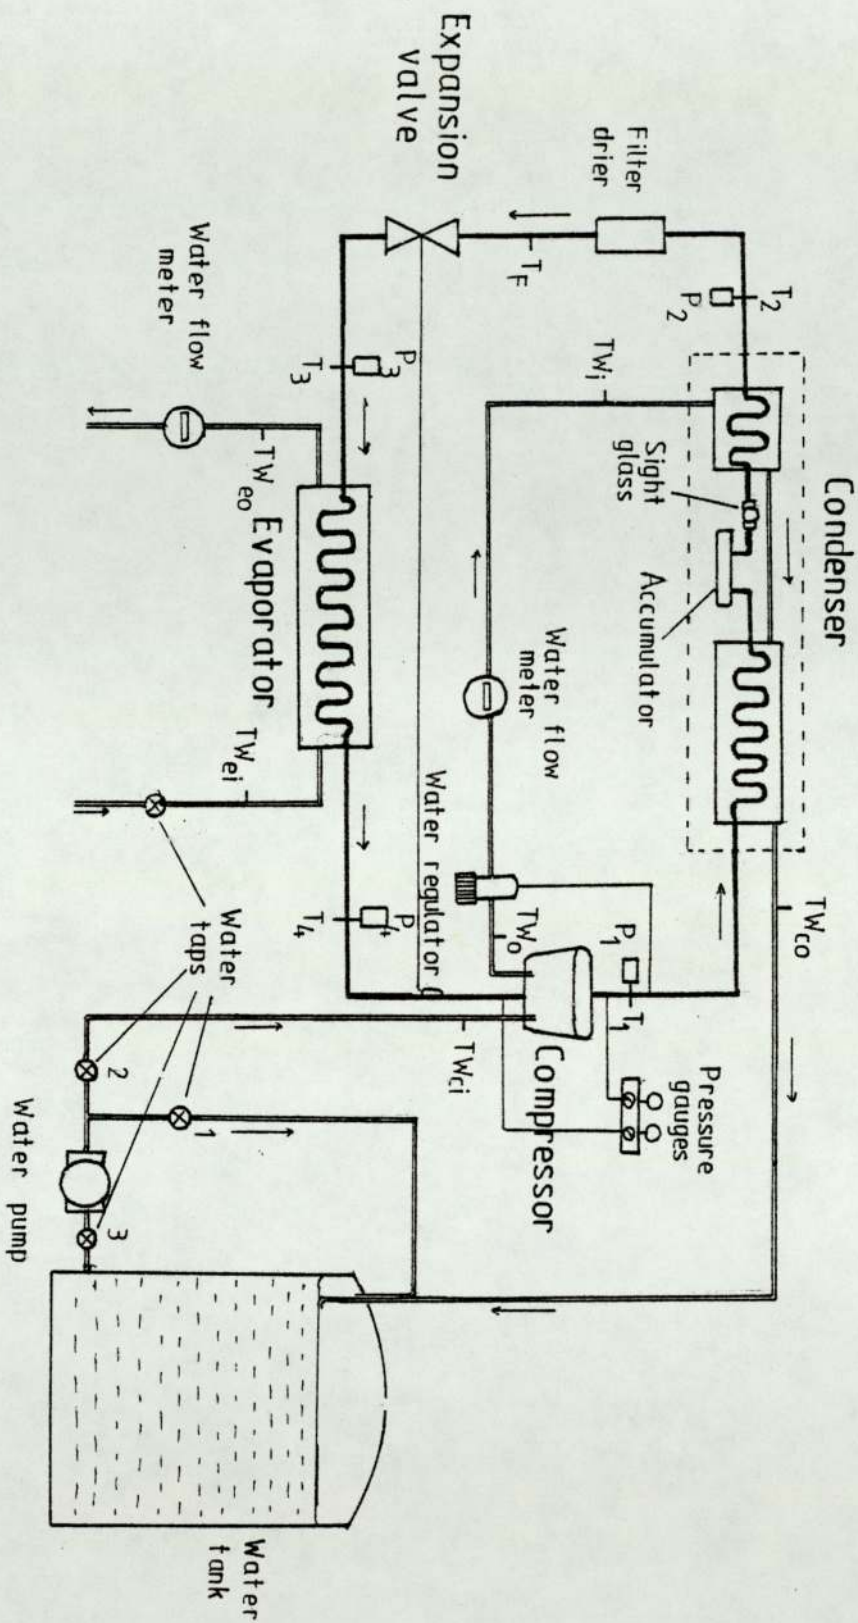 Condenser
Sight
glass
Accumulator
T2
P2
TWi
TWco
Filter
drier
TF
Expansion
valve
Water flow
meter
Water regulator
TWo
P1
T1
Pressure
gauges
Compressor
TWci
P3
T3
TWeo
Evaporator
TWei
P4
T4
Water flow
meter
Water
taps
1
2
3
Water pump
Water
tank